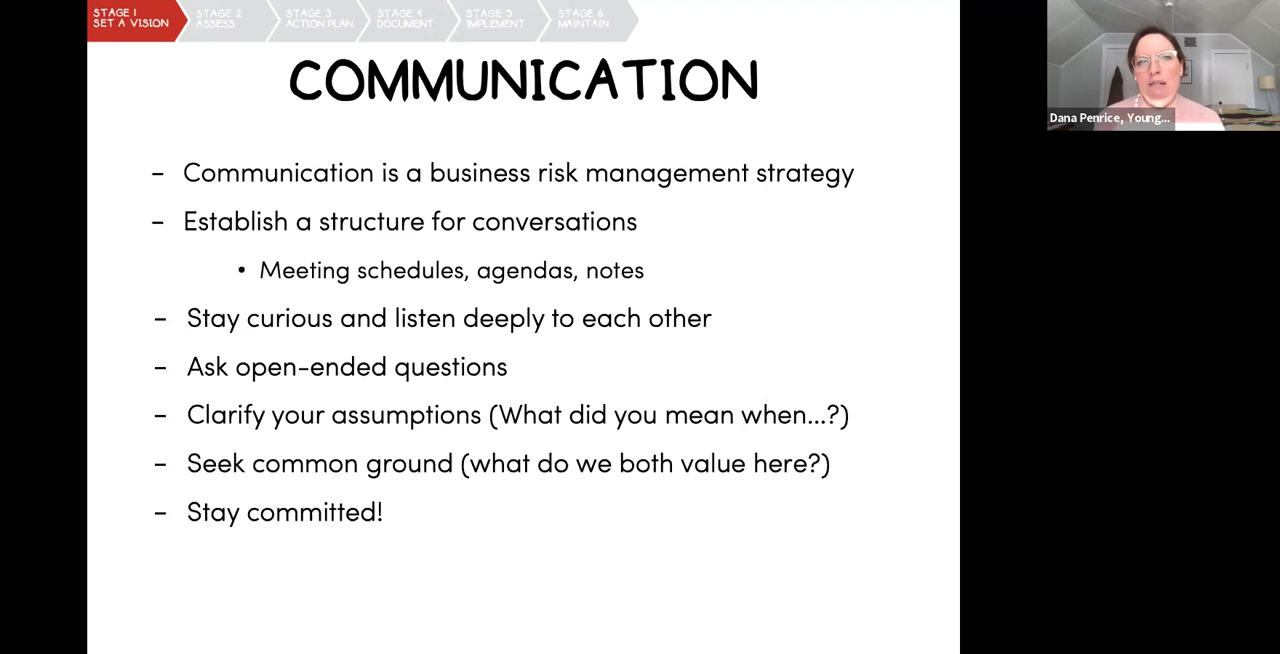 STAGE 1
SET A VISION
STAGE 2
ASSESS
STAGE 3
ACTION PLAN
STAGE 4
DOCUMENT
STAGE 5
IMPLEMENT
STAGE 6
MAINTAIN
COMMUNICATION
– Communication is a business risk management strategy
– Establish a structure for conversations
• Meeting schedules, agendas, notes
– Stay curious and listen deeply to each other
– Ask open-ended questions
– Clarify your assumptions (What did you mean when...?)
– Seek common ground (what do we both value here?)
– Stay committed!
Dana Penrice, Young...